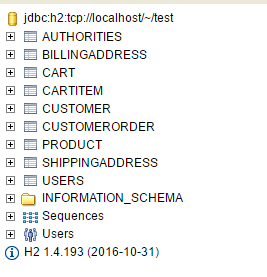 jdbc:h2:tcp://localhost/~/test
AUTHORITIES
BILLINGADDRESS
CART
CARTITEM
CUSTOMER
CUSTOMERORDER
PRODUCT
SHIPPINGADDRESS
USERS
INFORMATION_SCHEMA
Sequences
Users
H2 1.4.193 (2016-10-31)